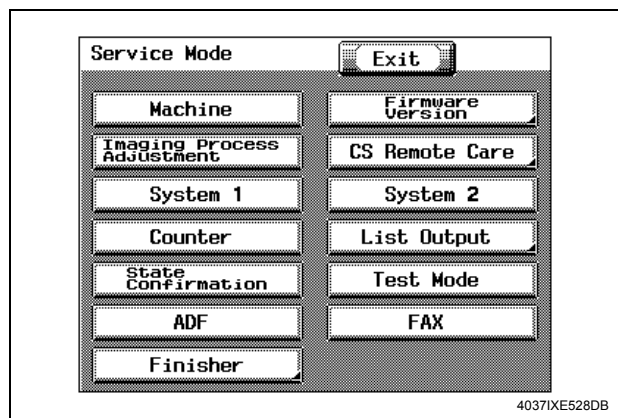 Service Mode
Exit
Machine
Firmware
Version
Imaging Process
Adjustment
CS Remote Care
System 1
System 2
Counter
List Output
State
Confirmation
Test Mode
ADF
FAX
Finisher
4037IXE528DB